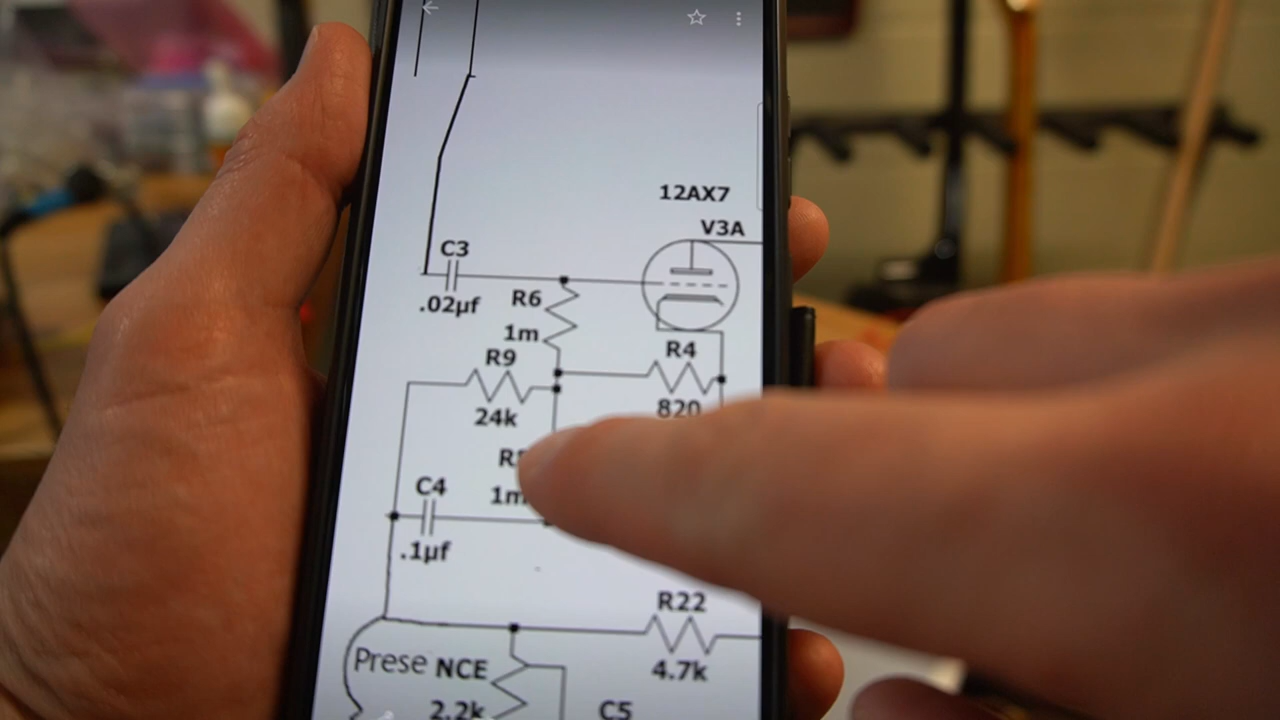 12AX7
V3A
C3
.02µf
R6
1m
R9
24k
R4
820
1m
C4
.1µf
R22
4.7k
Prese NCE
2.2k
C5